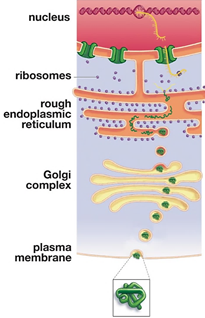 nucleus
ribosomes
rough
endoplasmic
reticulum
Golgi
complex
plasma
membrane